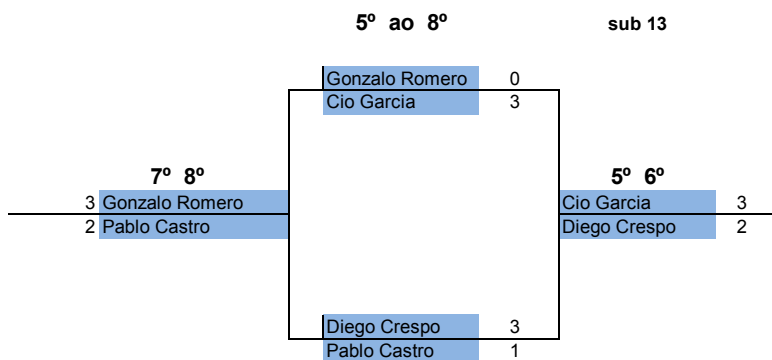 5º ao 8º sub 13
Gonzalo Romero 0
Cio Garcia 3
7º 8º 5º 6º
3 Gonzalo Romero Cio Garcia 3
2 Pablo Castro Diego Crespo 2
Diego Crespo 3
Pablo Castro 1